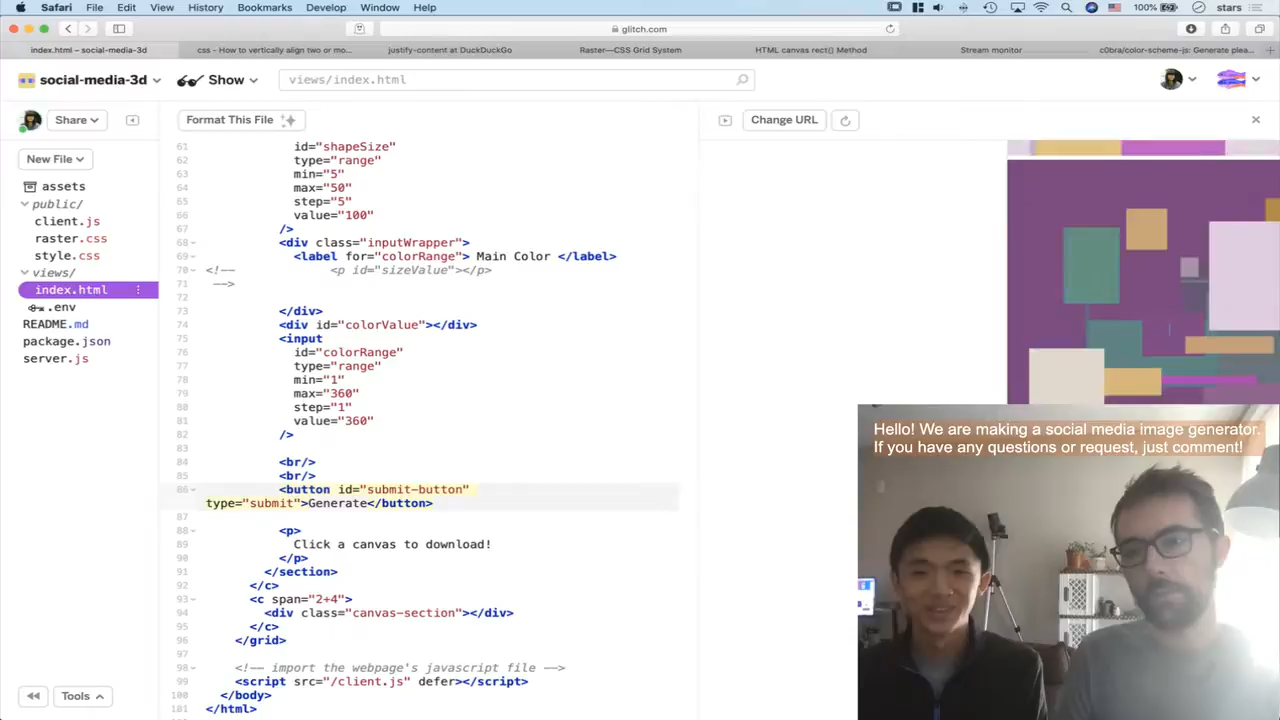 Safari File Edit View History Bookmarks Develop Window Help 100% stars
glitch.com
index.html – social-media-3d css - How to vertically align two or mo... justify-content at DuckDuckGo Raster—CSS Grid System HTML canvas rect() Method Stream monitor c0bra/color-scheme-js: Generate plea...
social-media-3d Show views/index.html
Share Format This File Change URL
New File
assets
public/
client.js
raster.css
style.css
views/
index.html
.env
README.md
package.json
server.js
Tools
61 id="shapeSize"
62 type="range"
63 min="5"
64 max="50"
65 step="5"
66 value="100"
67 />
68 <div class="inputWrapper">
69 <label for="colorRange"> Main Color </label>
70 <!-- <p id="sizeValue"></p>
71 -->
72
73 </div>
74 <div id="colorValue"></div>
75 <input
76 id="colorRange"
77 type="range"
78 min="1"
79 max="360"
80 step="1"
81 value="360"
82 />
83
84 <br/>
85 <br/>
86 <button id="submit-button"
type="submit">Generate</button>
87
88 <p>
89 Click a canvas to download!
90 </p>
91 </section>
92 </c>
93 <c span="2+4">
94 <div class="canvas-section"></div>
95 </c>
96 </grid>
97
98 <!-- import the webpage's javascript file -->
99 <script src="/client.js" defer></script>
100 </body>
101 </html>
Hello! We are making a social media image generator.
If you have any questions or request, just comment!